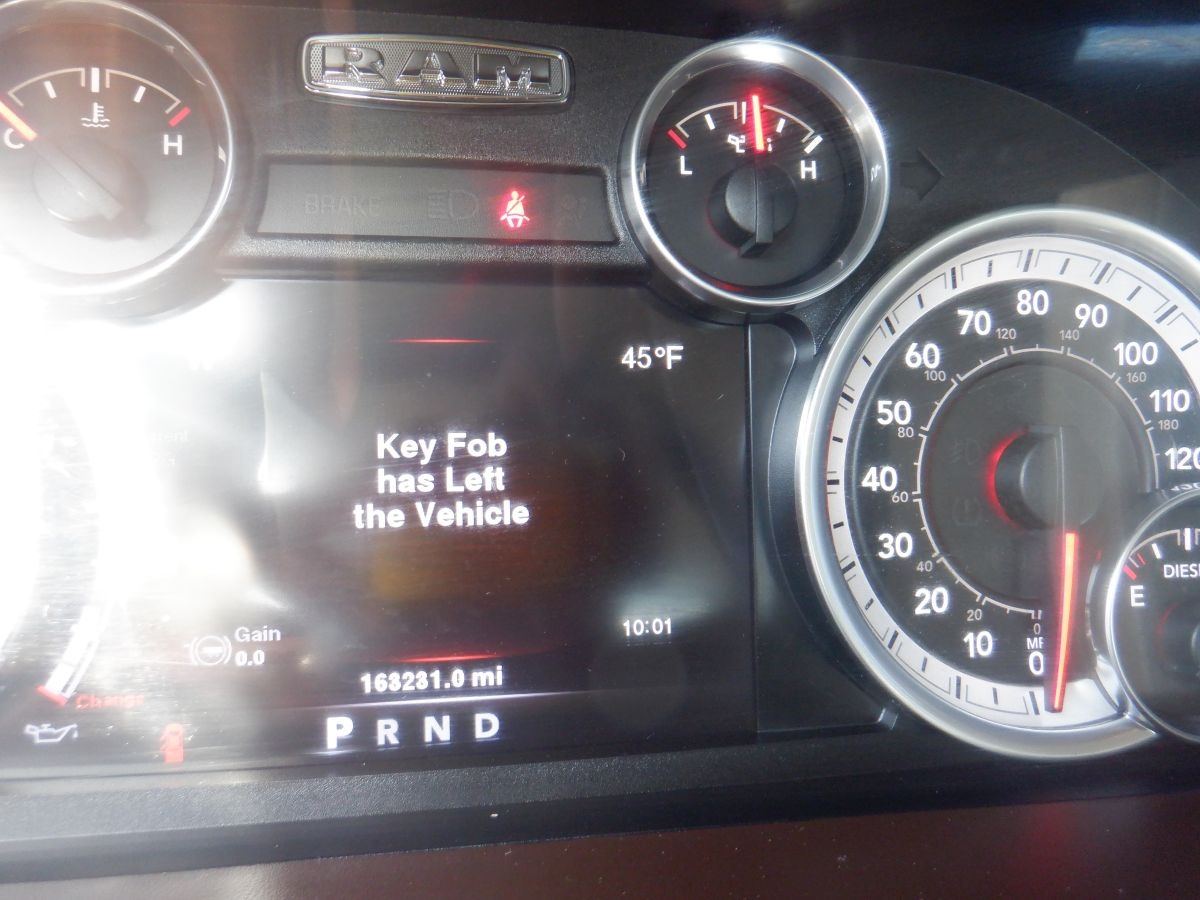 RAM
C
H
L
H
BRAKE
45°F
Key Fob
has Left
the Vehicle
Gain
0.0
10:01
163231.0 mi
Change
P R N D
0
10
20
30
40
50
60
70
80
90
100
110
120
20
40
60
80
100
120
140
160
180
0
E